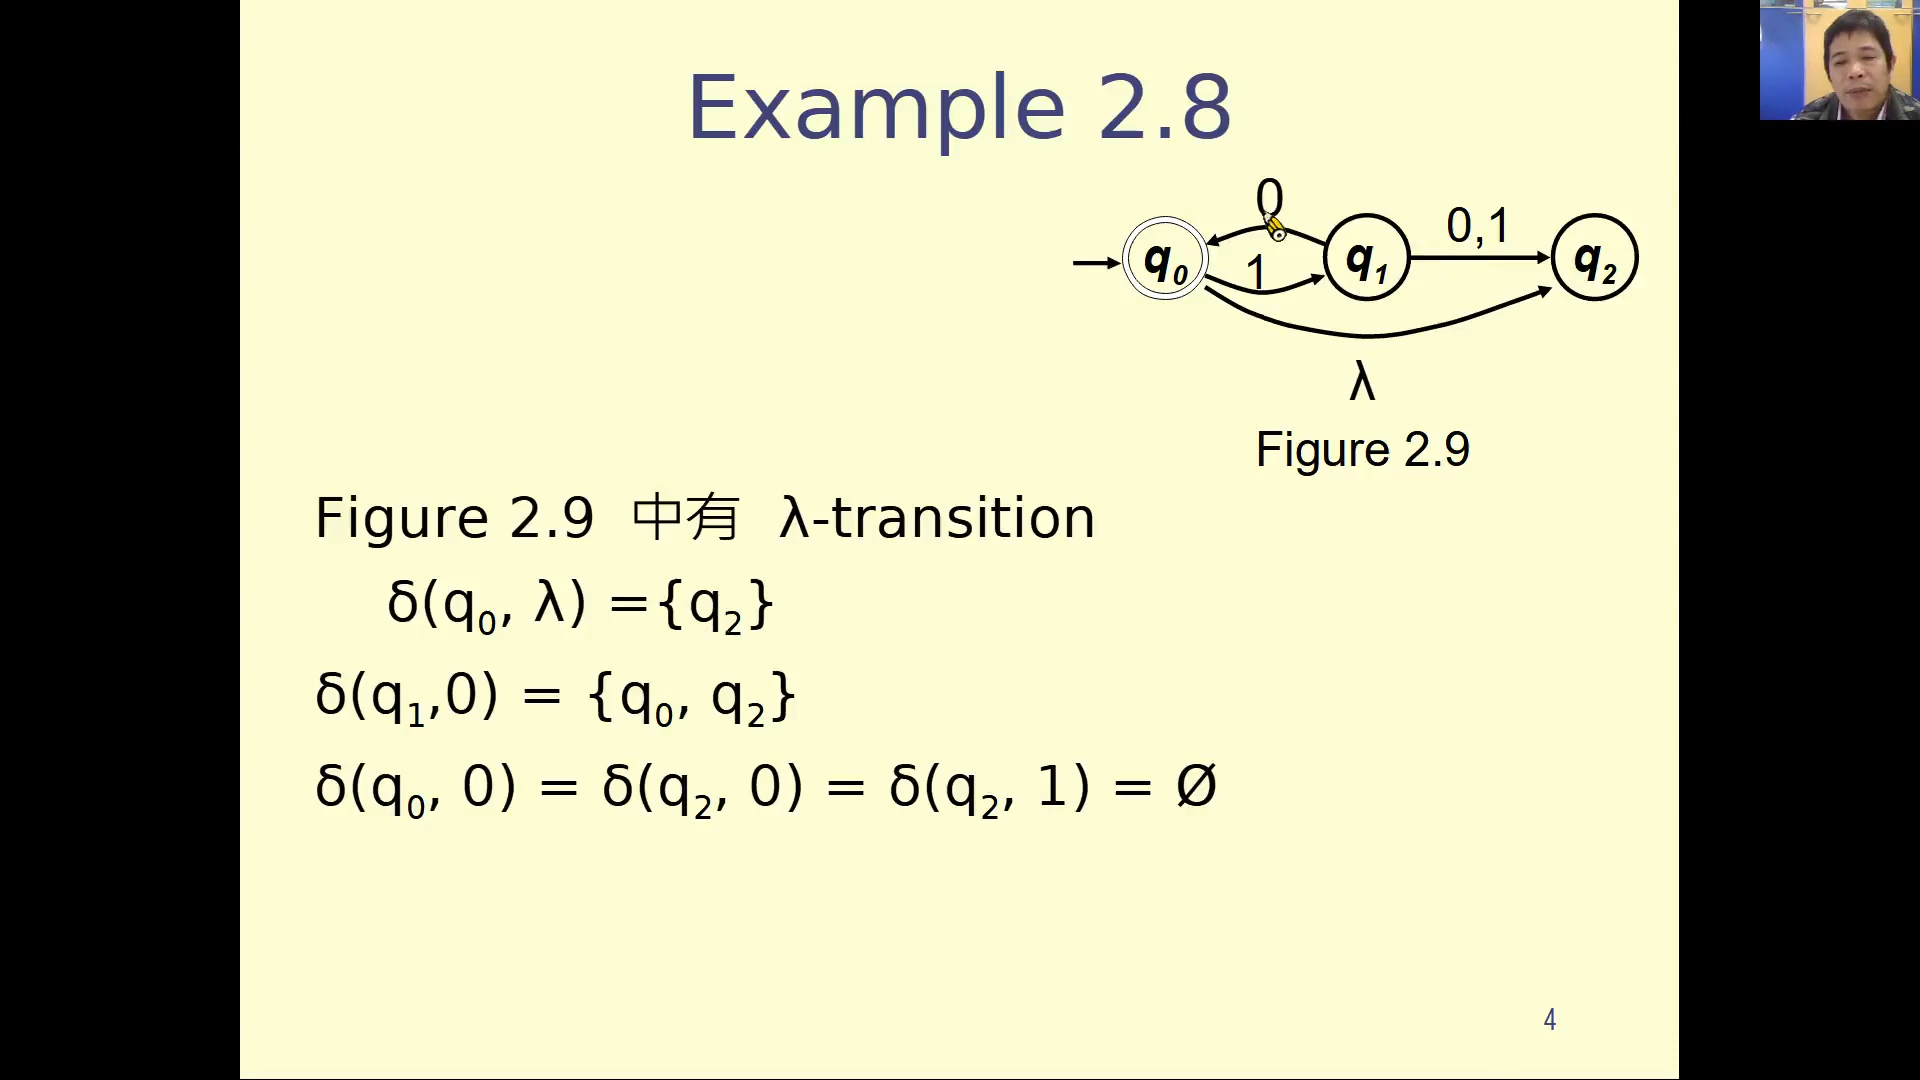 Example 2.8
0
0,1
q0
1
q1
q2
λ
Figure 2.9
Figure 2.9 中有 λ-transition
δ(q0, λ) ={q2}
δ(q1,0) = {q0, q2}
δ(q0, 0) = δ(q2, 0) = δ(q2, 1) = Ø
4